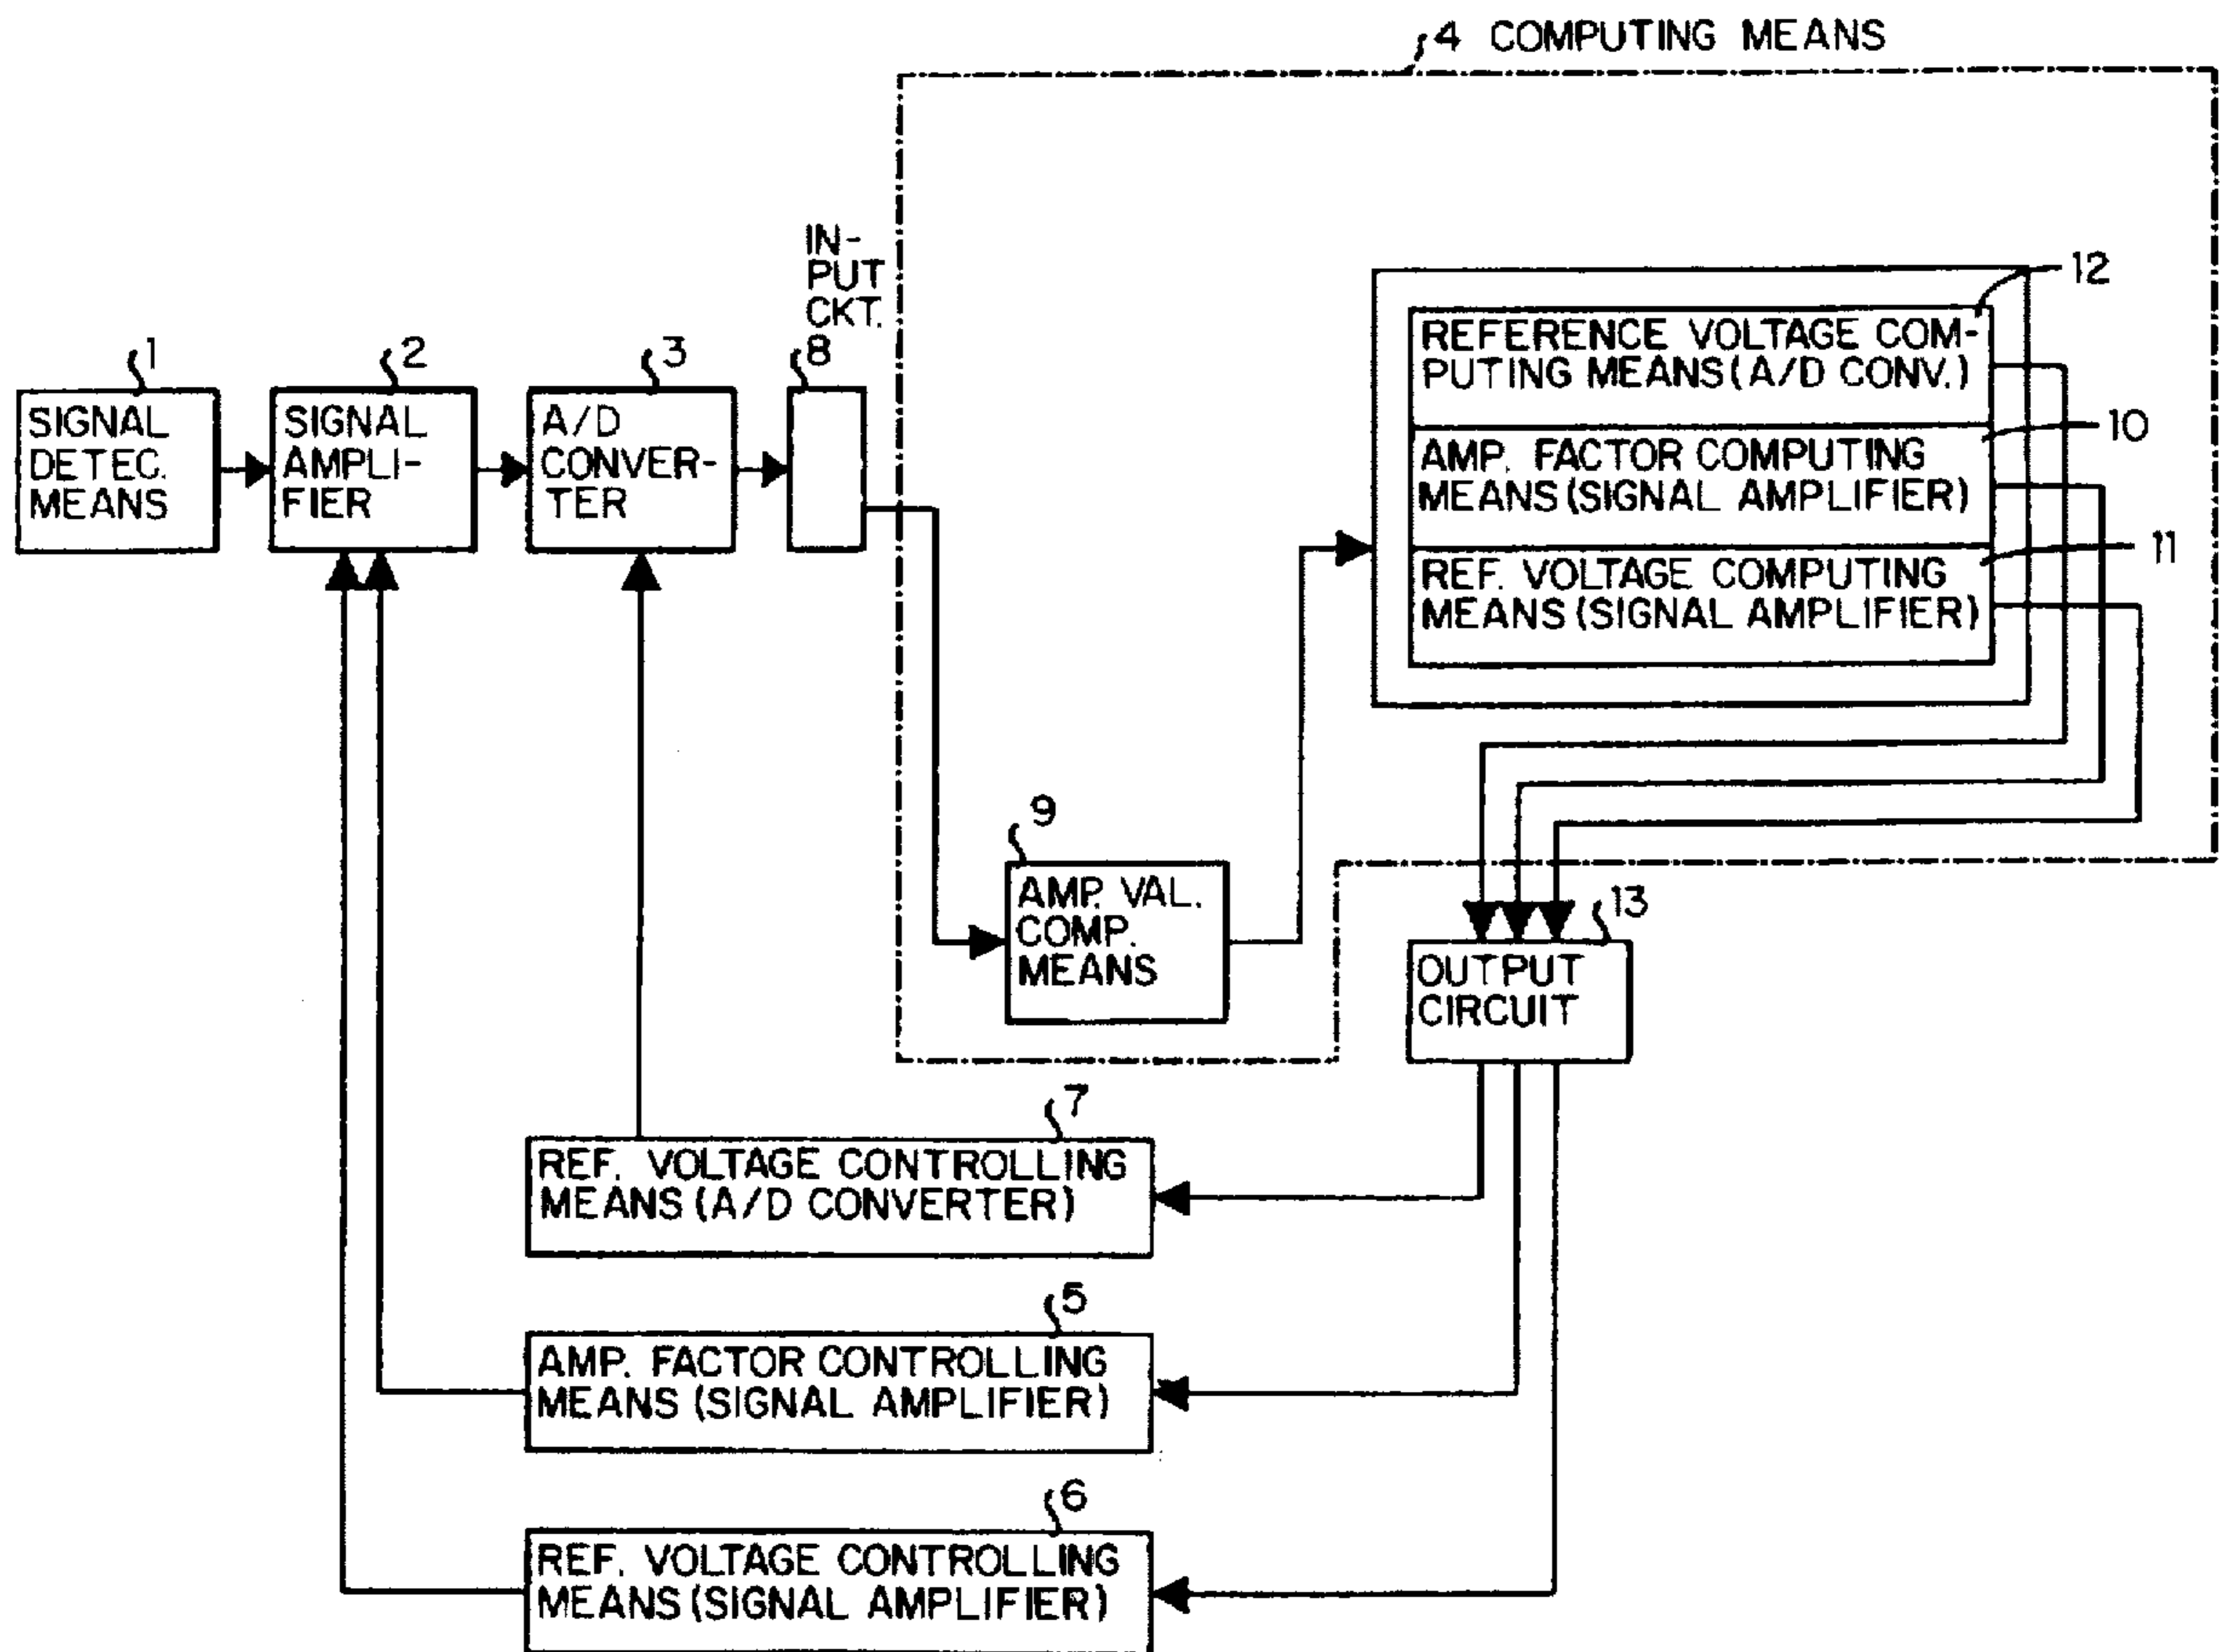 4 COMPUTING MEANS
IN-
PUT
CKT.
8
1
SIGNAL
DETEC.
MEANS
2
SIGNAL
AMPLI-
FIER
3
A/D
CONVER-
TER
12
REFERENCE VOLTAGE COM-
PUTING MEANS (A/D CONV.)
10
AMP. FACTOR COMPUTING
MEANS (SIGNAL AMPLIFIER)
11
REF. VOLTAGE COMPUTING
MEANS (SIGNAL AMPLIFIER)
9
AMP. VAL.
COMP.
MEANS
13
OUTPUT
CIRCUIT
7
REF. VOLTAGE CONTROLLING
MEANS (A/D CONVERTER)
5
AMP. FACTOR CONTROLLING
MEANS (SIGNAL AMPLIFIER)
6
REF. VOLTAGE CONTROLLING
MEANS (SIGNAL AMPLIFIER)